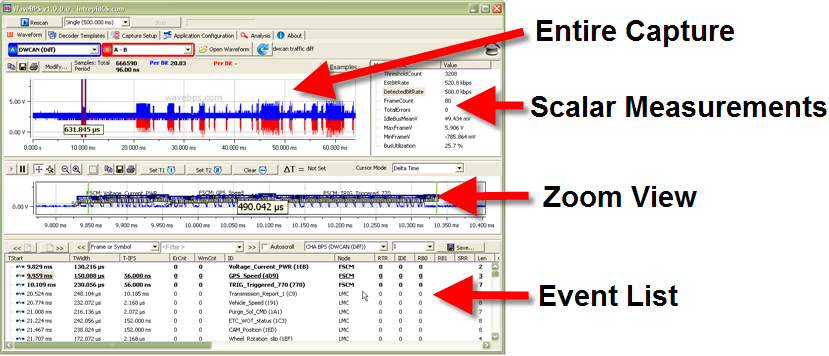 WaveBPS v1.0.0.0 - IntrepidCS.com
Rescan Single (500.000 ms) Stop
Waveform Decoder Templates Capture Setup Application Configuration Analysis About
DWCAN (Diff) A - B Open Waveform dwcan traffic diff
Modify... Samples: Total 666590 Per Bit 20.83 Per Bit -
Period 96.00 ns
Examples
Value
ThresholdCount 3208
EstBitRate 520.8 kbps
DetectedBitRate 500.0 kbps
FrameCount 80
TotalErrors 0
IdleBusMeanV 49.434 mV
MaxFrameV 5.906 V
MinFrameV -785.864 mV
BusUtilization 25.7 %
wavebps.com
5.00 V
0.00 V
631.845 µs
0.000 ms 10.000 ms 20.000 ms 30.000 ms 40.000 ms 50.000 ms 60.000 ms
Set T1 Set T2 Clear ΔT = Not Set Cursor Mode Delta Time
FSCM: Voltage_Current_PWR FSCM: GPS_Speed FSCM: TRIG_Triggered_770
5.00 V
0.00 V
490.042 µs
9.800 ms 9.850 ms 9.900 ms 9.950 ms 10.000 ms 10.050 ms 10.100 ms 10.150 ms 10.200 ms 10.250 ms 10.300 ms 10.350 ms 10.400 ms
<< >> << Frame or Symbol <Filter> >> Autoscroll CHA BPS (DWCAN (Diff)) 1 Save...
TStart TWidth T-IFS ErCnt WrnCnt ID Node RTR IDE RB0 RB1 SRR Len
9.829 ms 130.216 µs 0 0 Voltage_Current_PWR (1EB) FSCM 0 0 0 2
9.959 ms 150.088 µs 56.000 ns 0 0 GPS_Speed (4D9) FSCM 0 0 0 3
10.109 ms 230.056 µs 56.000 ns 0 0 TRIG_Triggered_770 (770) FSCM 0 0 0 7
20.524 ms 248.104 µs 10.185 ms 0 0 Transmission_Report_1 (C9) LMC 0 0 0 8
20.774 ms 232.072 µs 2.168 µs 0 0 Vehicle_Speed (191) LMC 0 0 0 8
21.008 ms 216.136 µs 2.072 µs 0 0 Purge_Sol_CMD (1A1) LMC 0 0 0 7
21.224 ms 242.056 µs 152.000 ns 0 0 ETC_WOT_status (1C3) LMC 0 0 0 8
21.467 ms 238.024 µs 152.000 ns 0 0 CAM_Position (1ED) LMC 0 0 0 8
21.707 ms 172.072 µs 2.168 µs 0 0 Wheel_Rotation_slip (1EF) LMC 0 0 0
Entire Capture
Scalar Measurements
Zoom View
Event List